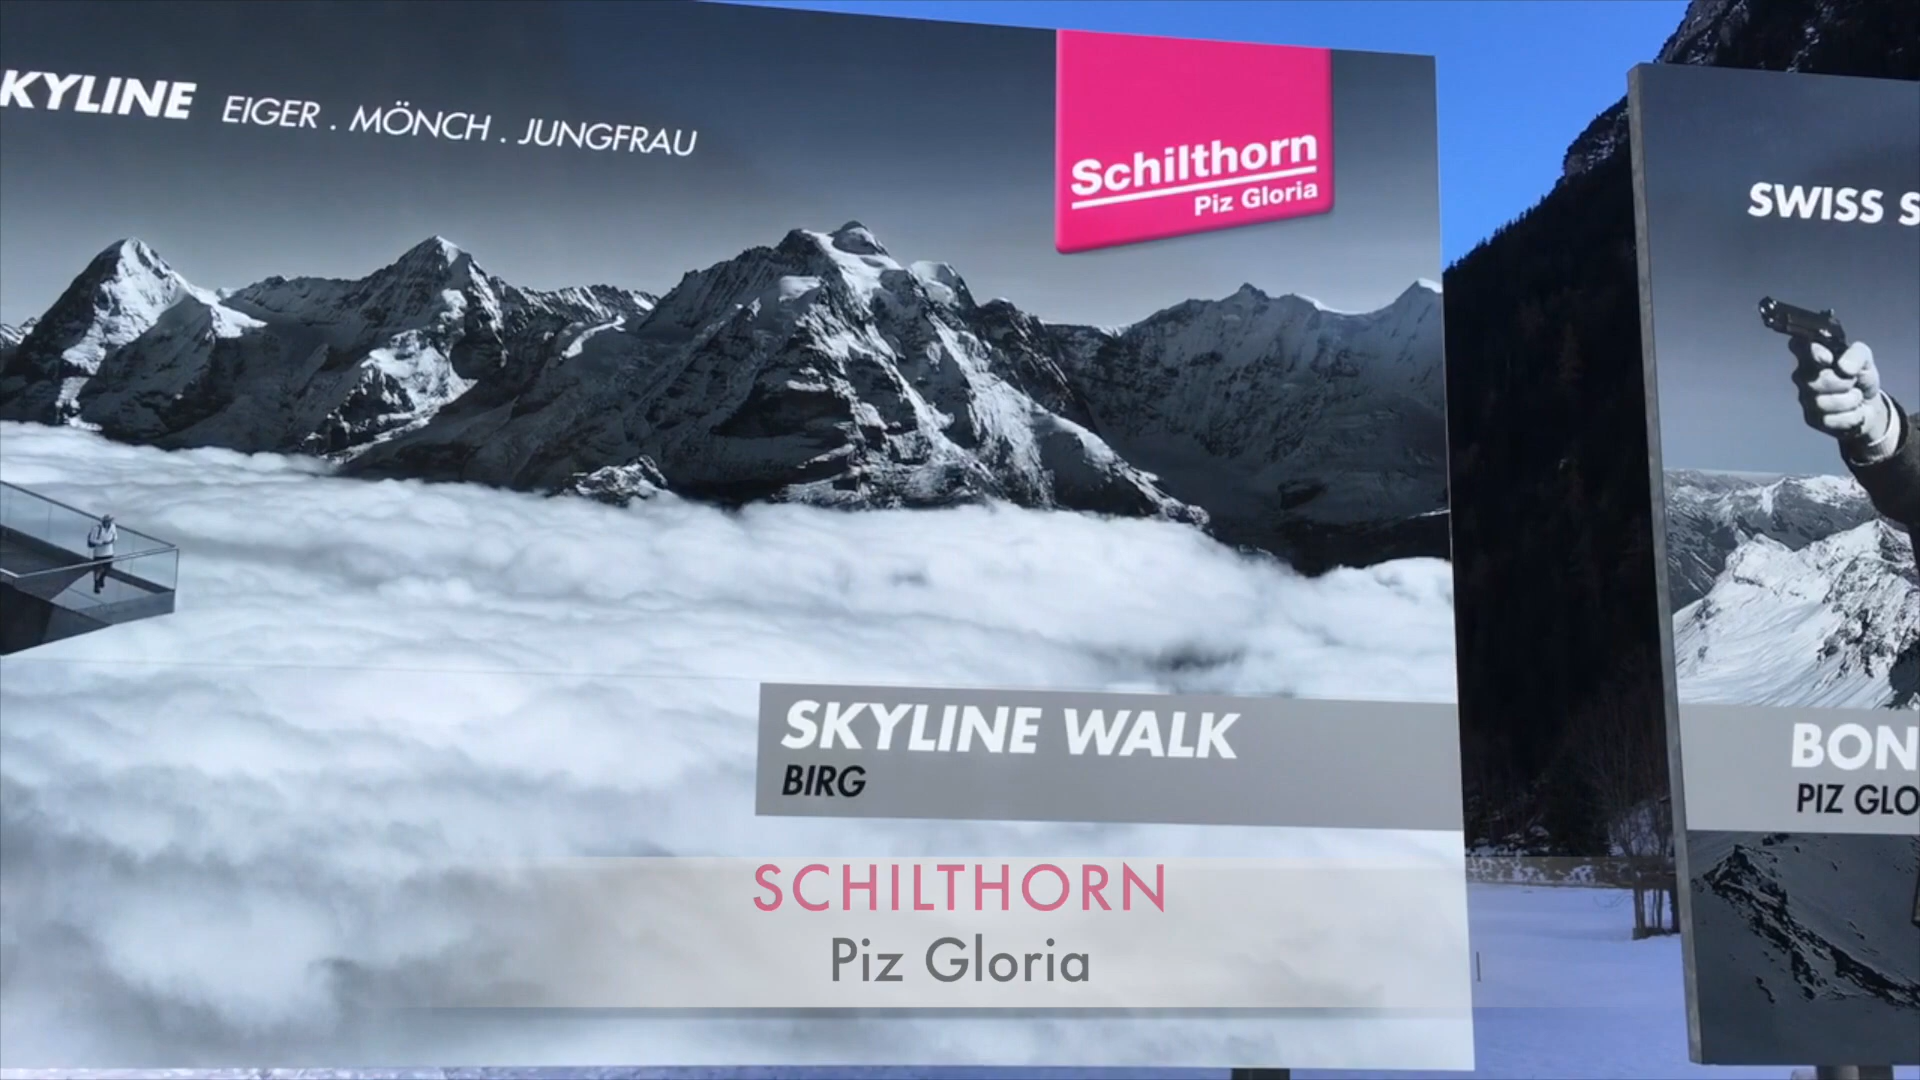 KYLINE EIGER . MÖNCH . JUNGFRAU
Schilthorn
Piz Gloria
SWISS S
SKYLINE WALK
BIRG
BON
PIZ GLO
SCHILTHORN
Piz Gloria